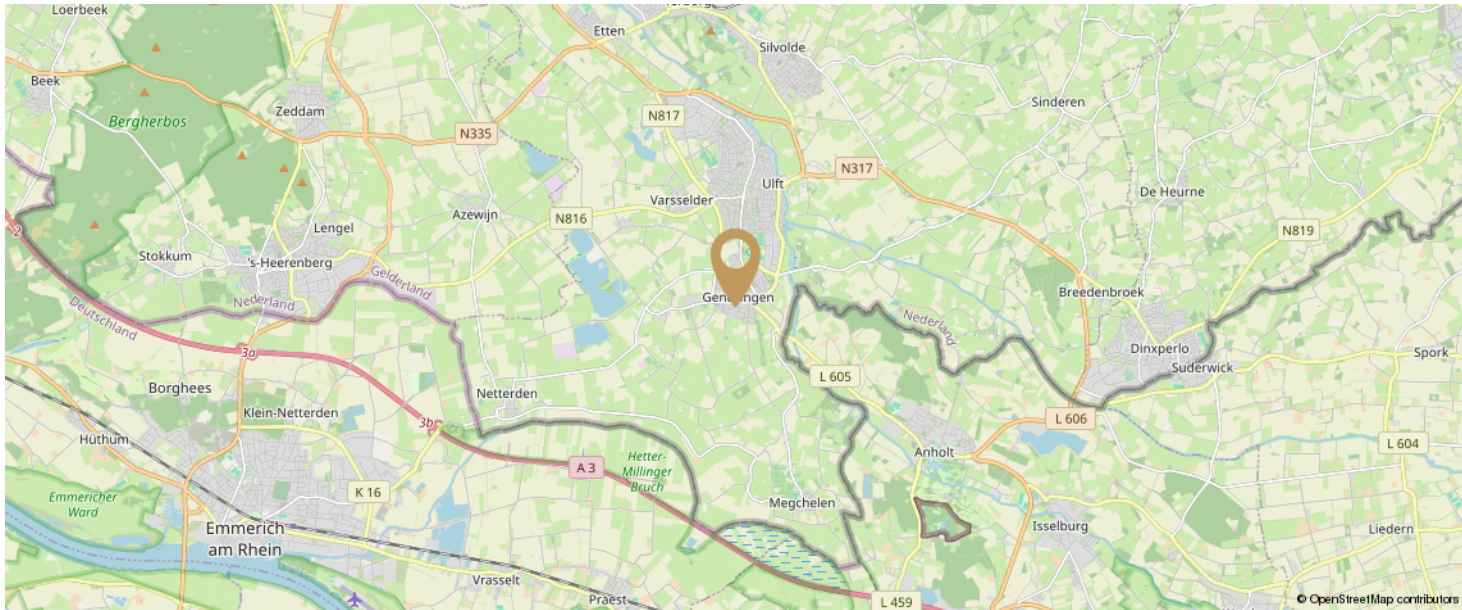 Loerbeek
Etten
Silvolde
Beek
Zeddam
Bergherbos
N335
N817
Sinderen
N317
Ulft
De Heurne
Varsselder
Azewijn
N816
Lengel
N819
Stokkum
's-Heerenberg
Gelderland
Nederland
Deutschland
2
Breedenbroek
Nederland
Dinxperlo
Suderwick
Spork
3a
L 605
Borghees
Netterden
Klein-Netterden
3b
L 606
L 604
Hüthum
Anholt
A 3
Hetter-
Millinger
Bruch
K 16
Emmericher
Ward
Megchelen
Emmerich
am Rhein
Isselburg
Liedern
Vrasselt
Praest
L 459
© OpenStreetMap contributors